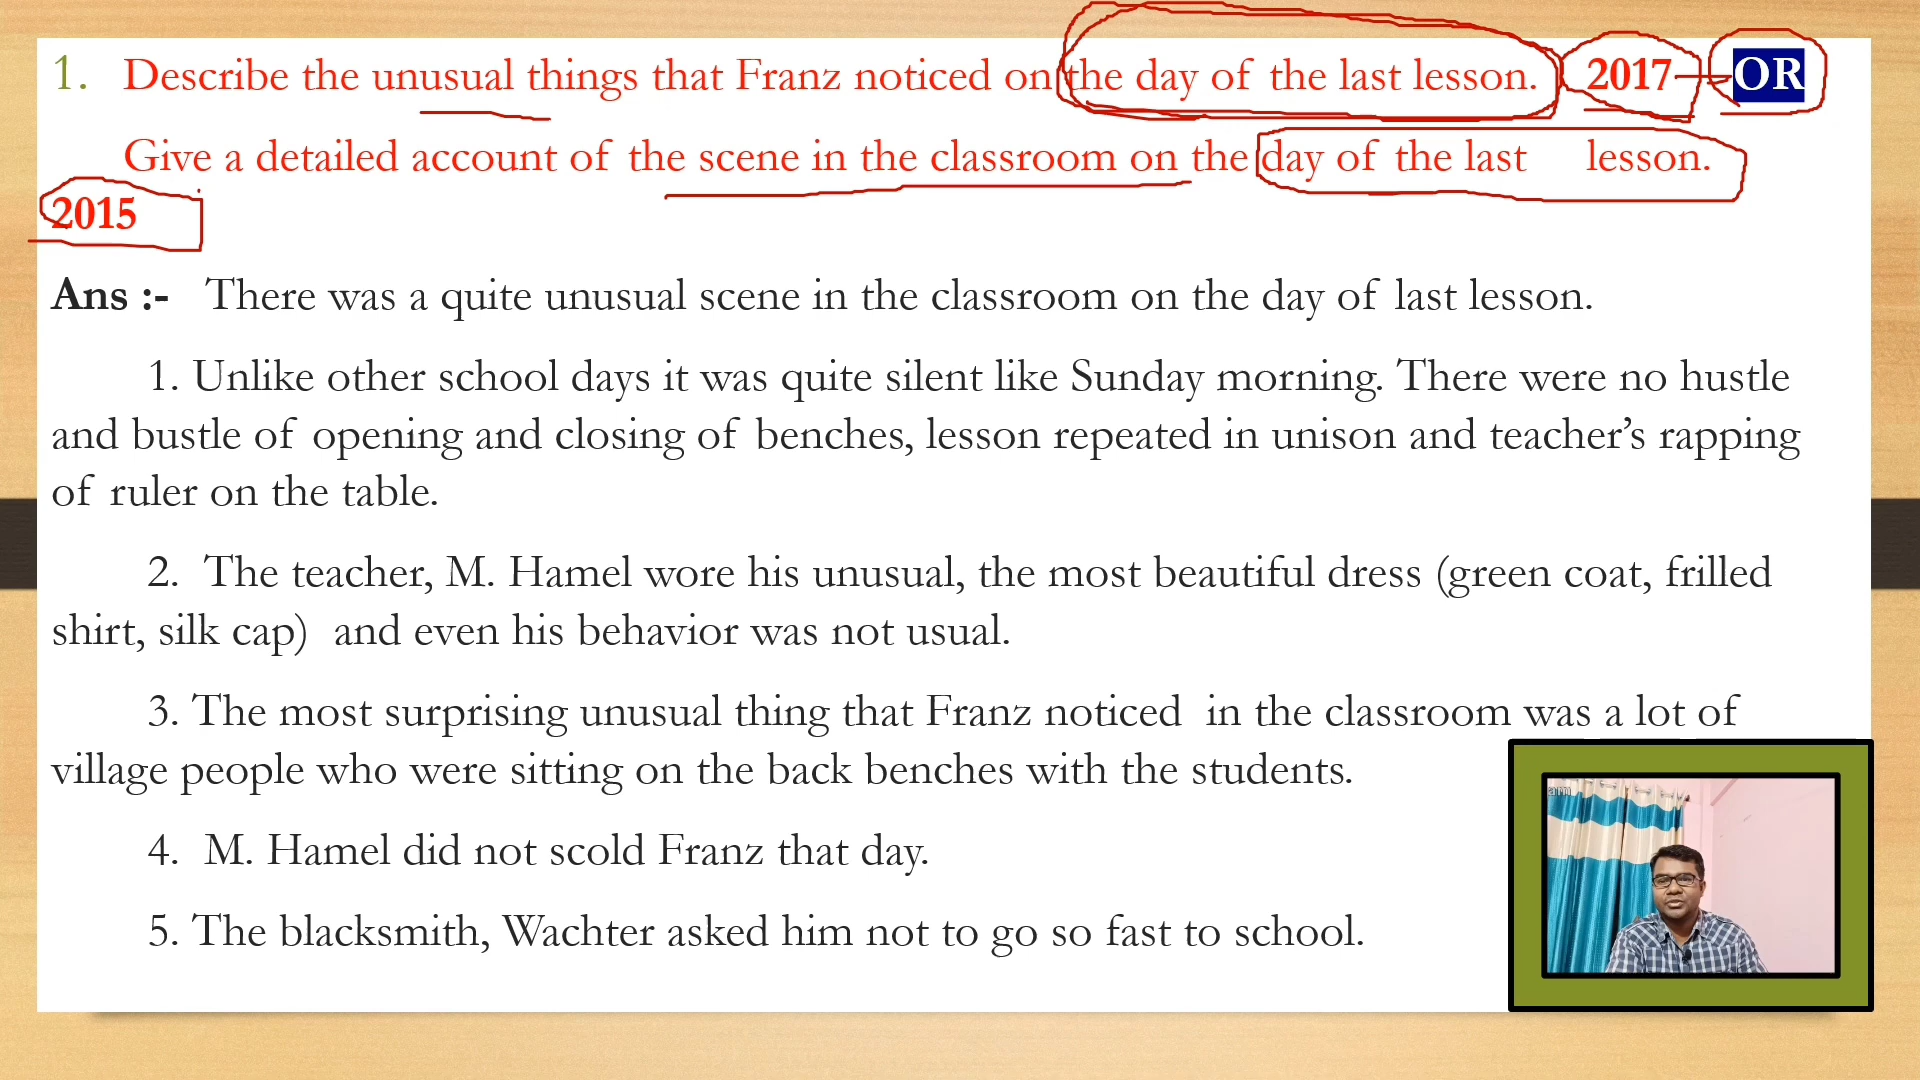 1. Describe the unusual things that Franz noticed on the day of the last lesson. 2017 OR
Give a detailed account of the scene in the classroom on the day of the last lesson.
2015
Ans :- There was a quite unusual scene in the classroom on the day of last lesson.
1. Unlike other school days it was quite silent like Sunday morning. There were no hustle
and bustle of opening and closing of benches, lesson repeated in unison and teacher’s rapping
of ruler on the table.
2. The teacher, M. Hamel wore his unusual, the most beautiful dress (green coat, frilled
shirt, silk cap) and even his behavior was not usual.
3. The most surprising unusual thing that Franz noticed in the classroom was a lot of
village people who were sitting on the back benches with the students.
4. M. Hamel did not scold Franz that day.
5. The blacksmith, Wachter asked him not to go so fast to school.